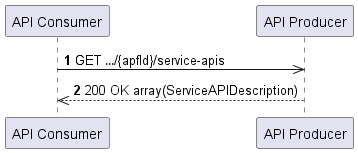 API Consumer
API Producer
1 GET .../{apfId}/service-apis
2 200 OK array(ServiceAPIDescription)
API Consumer
API Producer